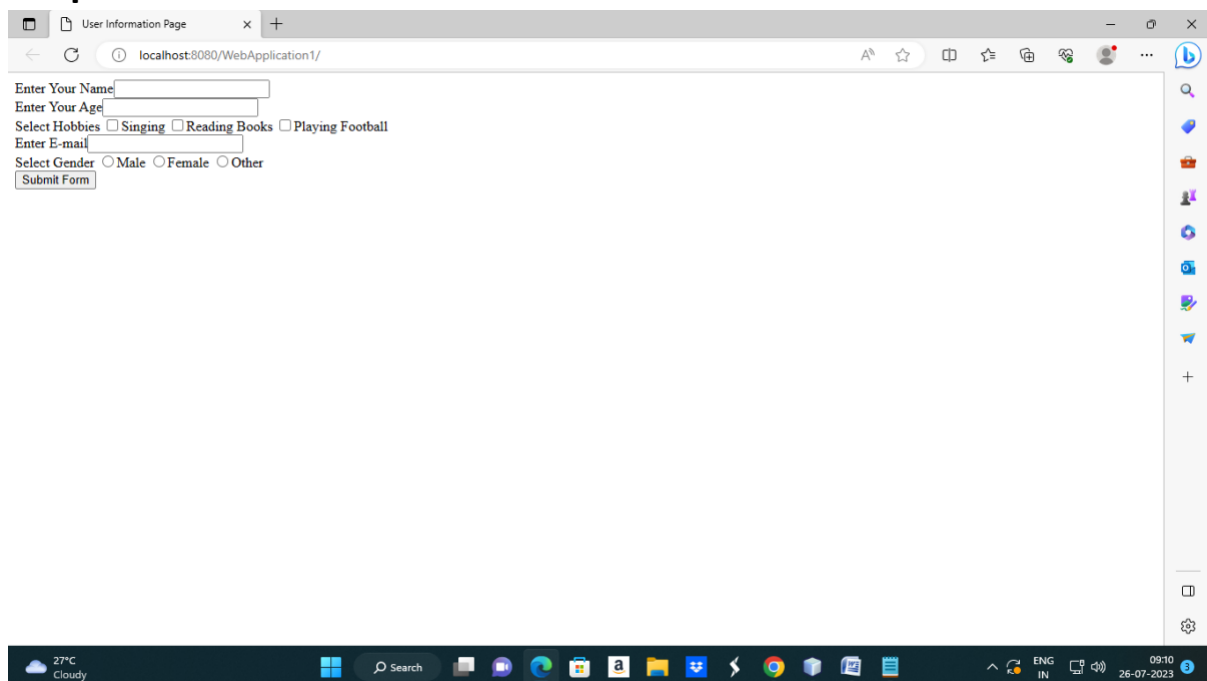 User Information Page
localhost:8080/WebApplication1/
Enter Your Name
Enter Your Age
Select Hobbies Singing Reading Books Playing Football
Enter E-mail
Select Gender Male Female Other
Submit Form
27°C
Cloudy
Search
ENG
IN
09:10
26-07-2023
3